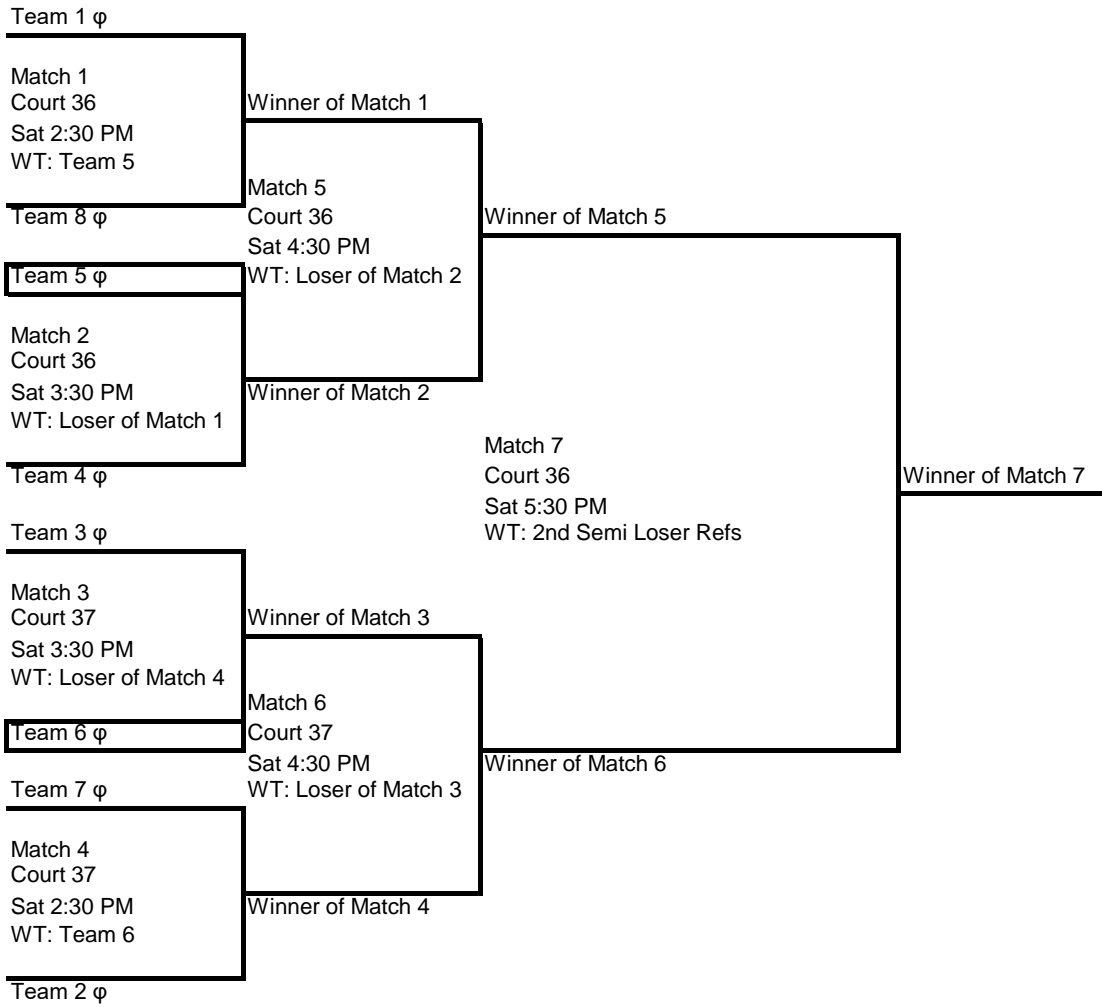 Team 1 φ
Match 1
Court 36
Sat 2:30 PM
WT: Team 5
Team 8 φ
Team 5 φ
Match 2
Court 36
Sat 3:30 PM
WT: Loser of Match 1
Team 4 φ
Team 3 φ
Match 3
Court 37
Sat 3:30 PM
WT: Loser of Match 4
Team 6 φ
Team 7 φ
Match 4
Court 37
Sat 2:30 PM
WT: Team 6
Team 2 φ
Winner of Match 1
Match 5
Court 36
Sat 4:30 PM
WT: Loser of Match 2
Winner of Match 2
Winner of Match 3
Match 6
Court 37
Sat 4:30 PM
WT: Loser of Match 3
Winner of Match 4
Winner of Match 5
Match 7
Court 36
Sat 5:30 PM
WT: 2nd Semi Loser Refs
Winner of Match 6
Winner of Match 7